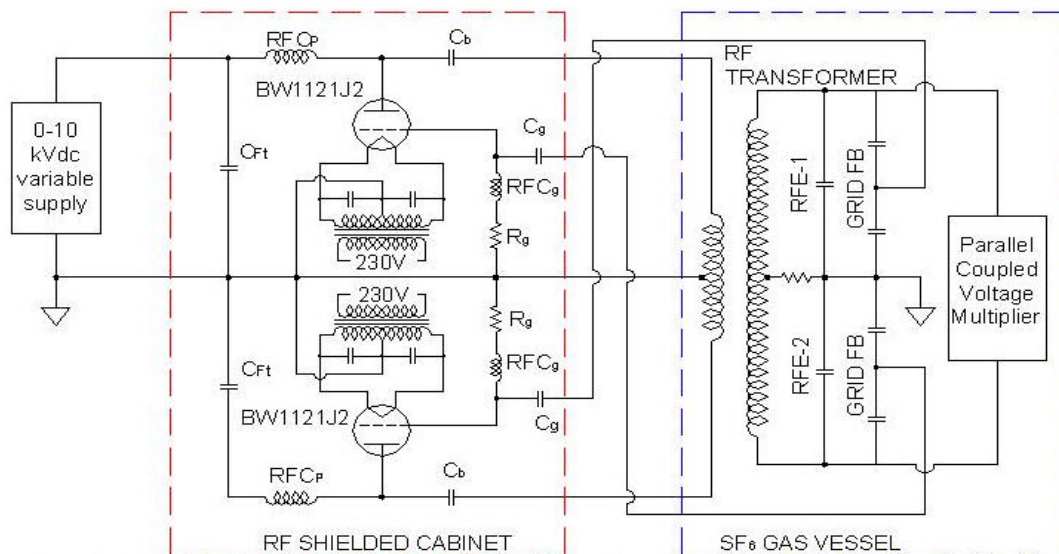 RFCP
Cb
BW1121J2
RF
TRANSFORMER
0-10
kVdc
variable
supply
CFt
Cg
RFCg
Rg
230V
RFE-1
GRID FB
Parallel
Coupled
Voltage
Multiplier
230V
Rg
RFCg
CFt
RFE-2
GRID FB
BW1121J2
Cg
RFCP
Cb
RF SHIELDED CABINET
SF6 GAS VESSEL